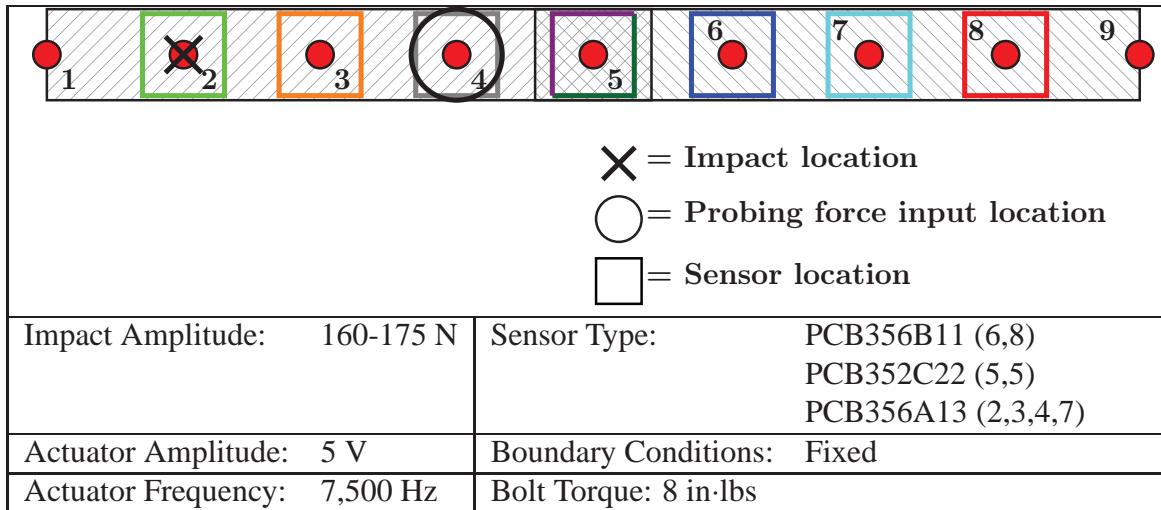 1 2 3 4 5 6 7 8 9
= Impact location
= Probing force input location
= Sensor location
Impact Amplitude: 160-175 N Sensor Type: PCB356B11 (6,8)
PCB352C22 (5,5)
PCB356A13 (2,3,4,7)
Actuator Amplitude: 5 V Boundary Conditions: Fixed
Actuator Frequency: 7,500 Hz Bolt Torque: 8 in·lbs